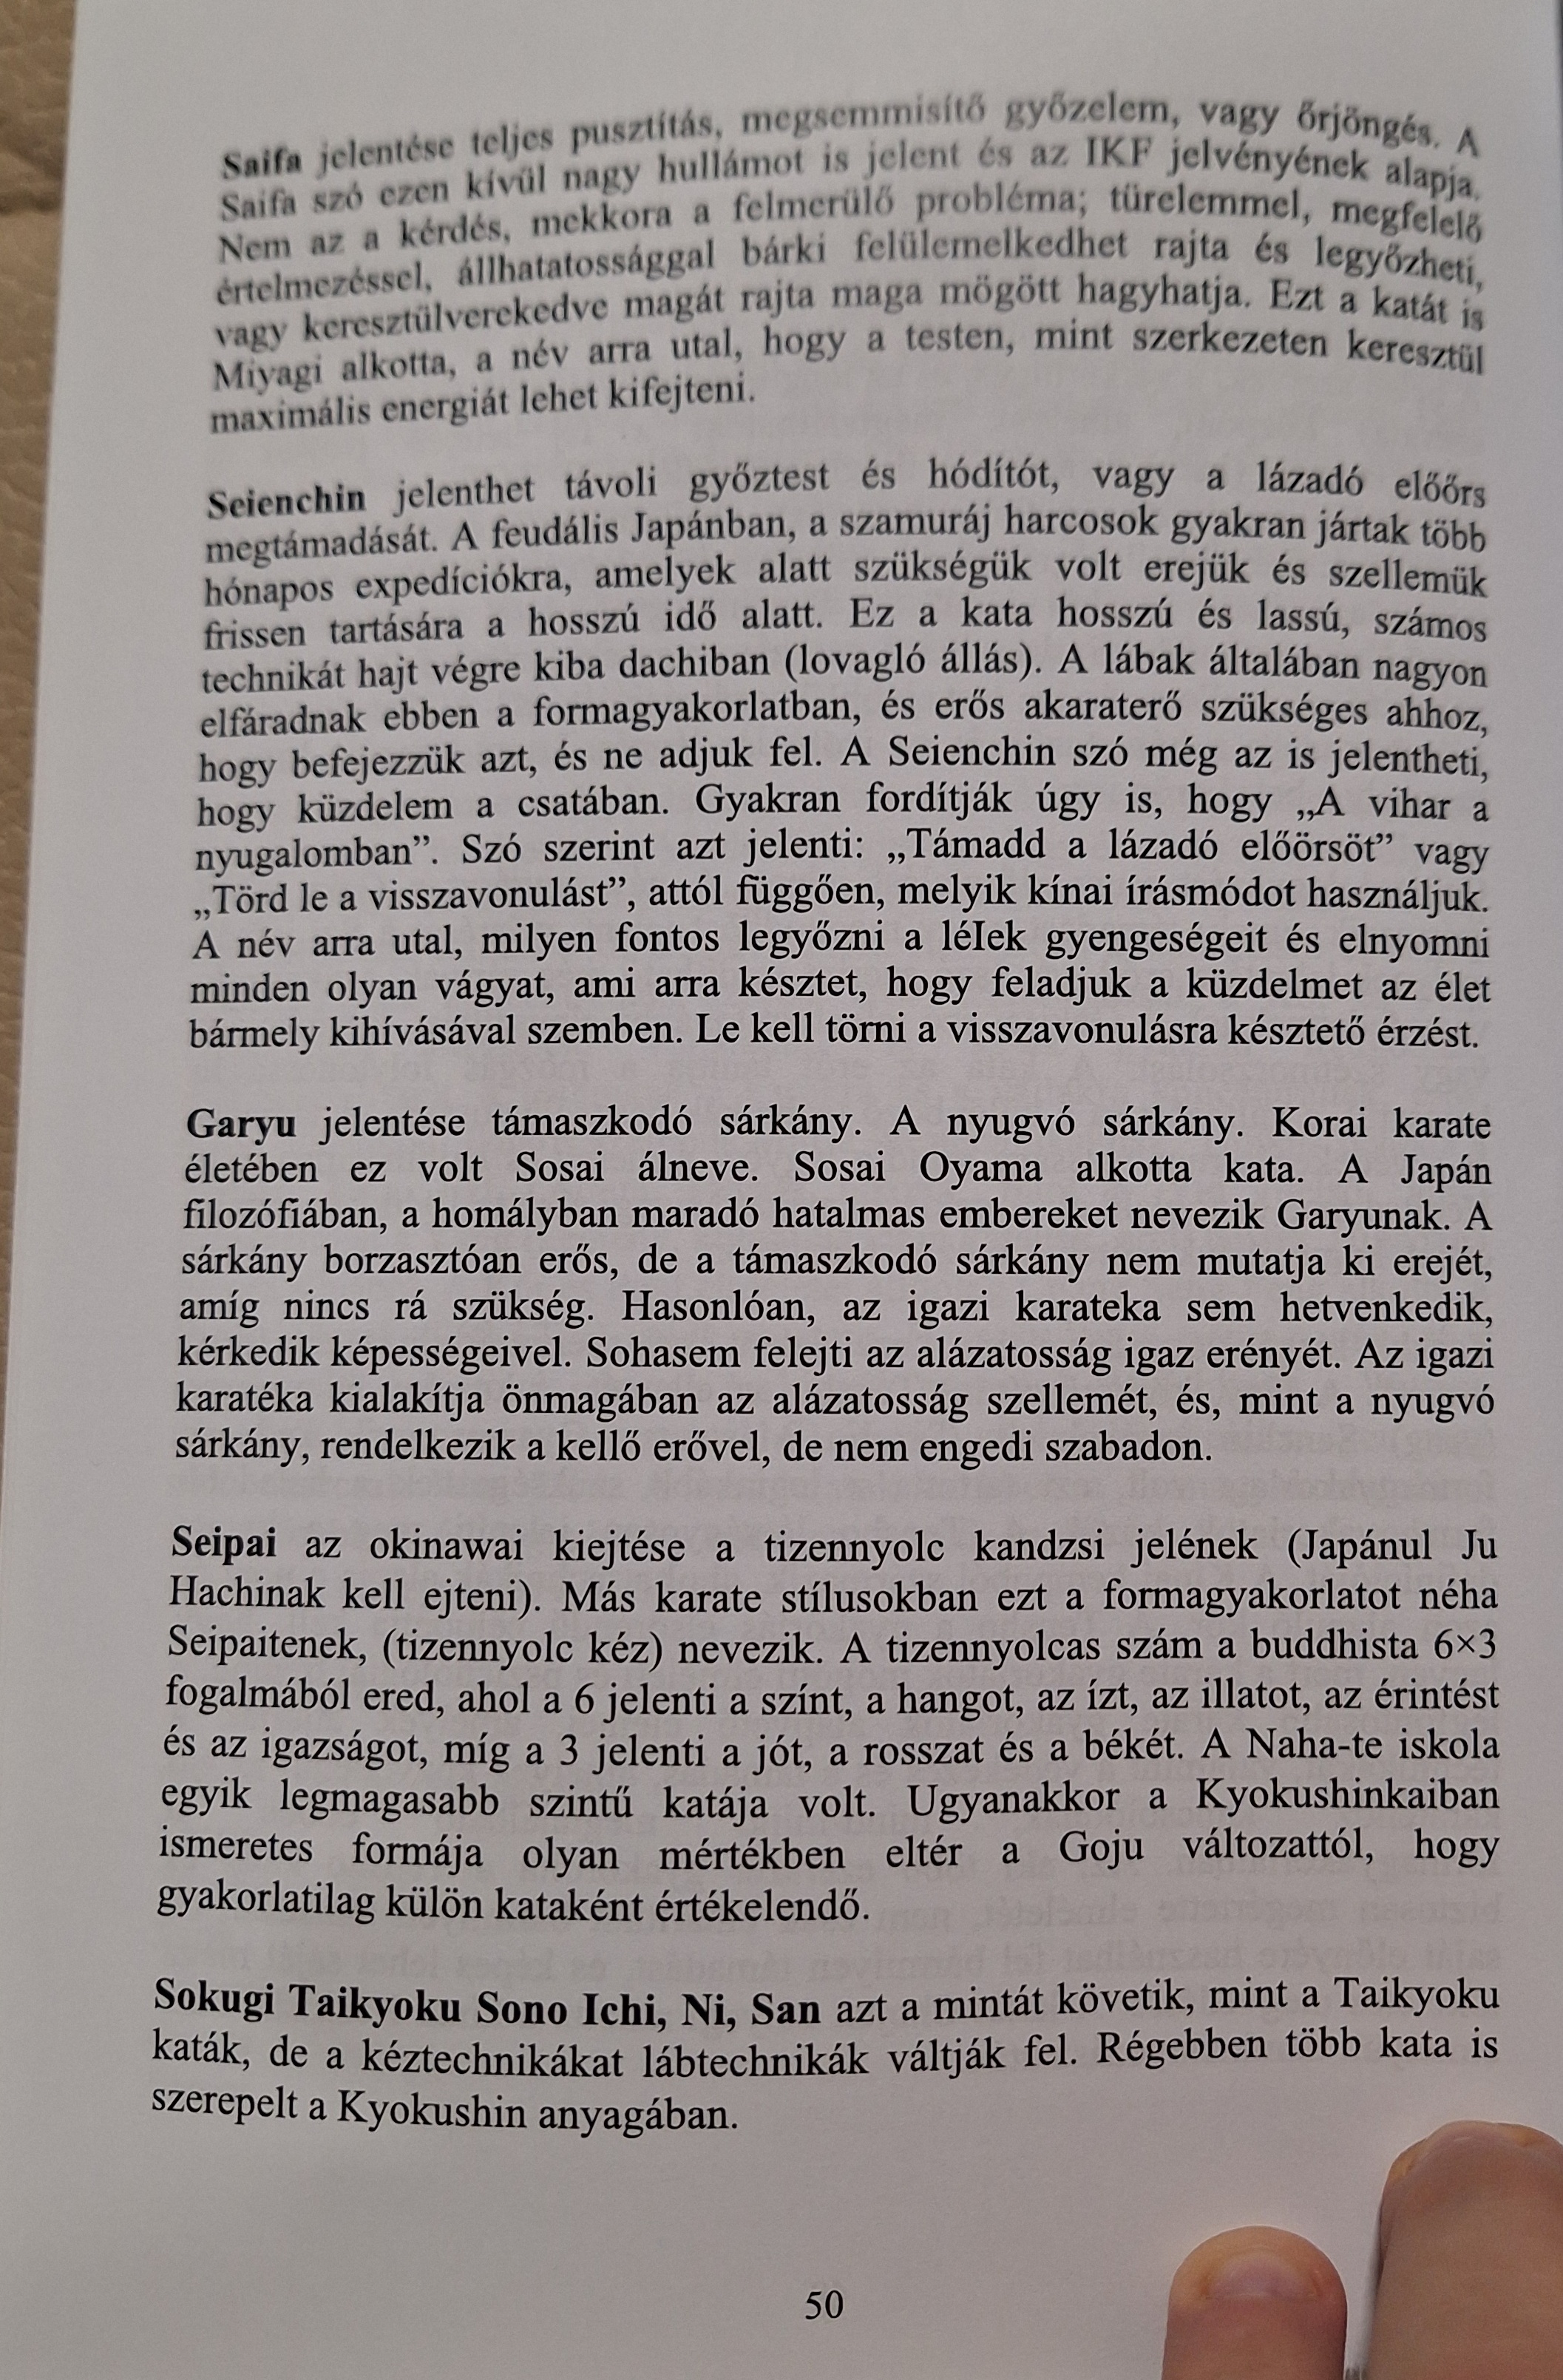 Saifa jelentése teljes pusztítás, megsemmisítő győzelem, vagy őrjöngés. A
Saifa szó ezen kívül nagy hullámot is jelent és az IKF jelvényének alapja.
Nem az a kérdés, mekkora a felmerülő probléma; türelemmel, megfelelő
értelmezéssel, állhatatossággal bárki felülemelkedhet rajta és legyőzheti,
vagy keresztülverekedve magát rajta maga mögött hagyhatja. Ezt a katát is
Miyagi alkotta, a név arra utal, hogy a testen, mint szerkezeten keresztül
maximális energiát lehet kifejteni.
Seienchin jelenthet távoli győztest és hódítót, vagy a lázadó előőrs
megtámadását. A feudális Japánban, a szamuráj harcosok gyakran jártak több
hónapos expedíciókra, amelyek alatt szükségük volt erejük és szellemük
frissen tartására a hosszú idő alatt. Ez a kata hosszú és lassú, számos
technikát hajt végre kiba dachiban (lovagló állás). A lábak általában nagyon
elfáradnak ebben a formagyakorlatban, és erős akaraterő szükséges ahhoz,
hogy befejezzük azt, és ne adjuk fel. A Seienchin szó még az is jelentheti,
hogy küzdelem a csatában. Gyakran fordítják úgy is, hogy „A vihar a
nyugalomban”. Szó szerint azt jelenti: „Támadd a lázadó előörsöt” vagy
„Törd le a visszavonulást”, attól függően, melyik kínai írásmódot használjuk.
A név arra utal, milyen fontos legyőzni a léIek gyengeségeit és elnyomni
minden olyan vágyat, ami arra késztet, hogy feladjuk a küzdelmet az élet
bármely kihívásával szemben. Le kell törni a visszavonulásra késztető érzést.
Garyu jelentése támaszkodó sárkány. A nyugvó sárkány. Korai karate
életében ez volt Sosai álneve. Sosai Oyama alkotta kata. A Japán
filozófiában, a homályban maradó hatalmas embereket nevezik Garyunak. A
sárkány borzasztóan erős, de a támaszkodó sárkány nem mutatja ki erejét,
amíg nincs rá szükség. Hasonlóan, az igazi karateka sem hetvenkedik,
kérkedik képességeivel. Sohasem felejti az alázatosság igaz erényét. Az igazi
karatéka kialakítja önmagában az alázatosság szellemét, és, mint a nyugvó
sárkány, rendelkezik a kellő erővel, de nem engedi szabadon.
Seipai az okinawai kiejtése a tizennyolc kandzsi jelének (Japánul Ju
Hachinak kell ejteni). Más karate stílusokban ezt a formagyakorlatot néha
Seipaitenek, (tizennyolc kéz) nevezik. A tizennyolcas szám a buddhista 6×3
fogalmából ered, ahol a 6 jelenti a színt, a hangot, az ízt, az illatot, az érintést
és az igazságot, míg a 3 jelenti a jót, a rosszat és a békét. A Naha-te iskola
egyik legmagasabb szintű katája volt. Ugyanakkor a Kyokushinkaiban
ismeretes formája olyan mértékben eltér a Goju változattól, hogy
gyakorlatilag külön kataként értékelendő.
Sokugi Taikyoku Sono Ichi, Ni, San azt a mintát követik, mint a Taikyoku
katák, de a kéztechnikákat lábtechnikák váltják fel. Régebben több kata is
szerepelt a Kyokushin anyagában.
50